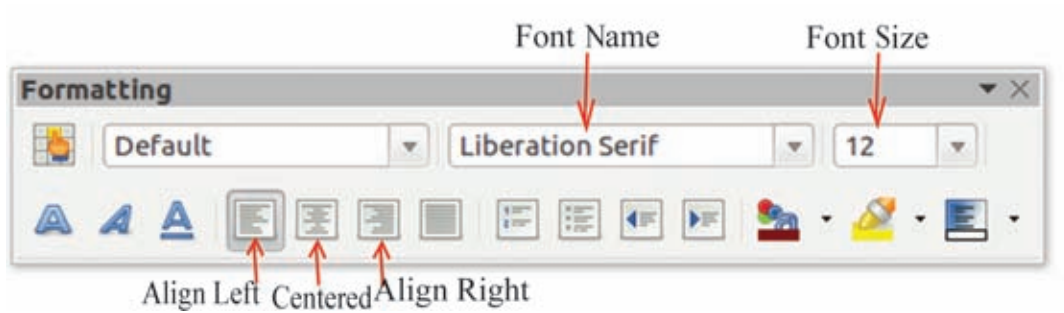 Font Name Font Size
Formatting
Default Liberation Serif 12
Align Left Centered Align Right